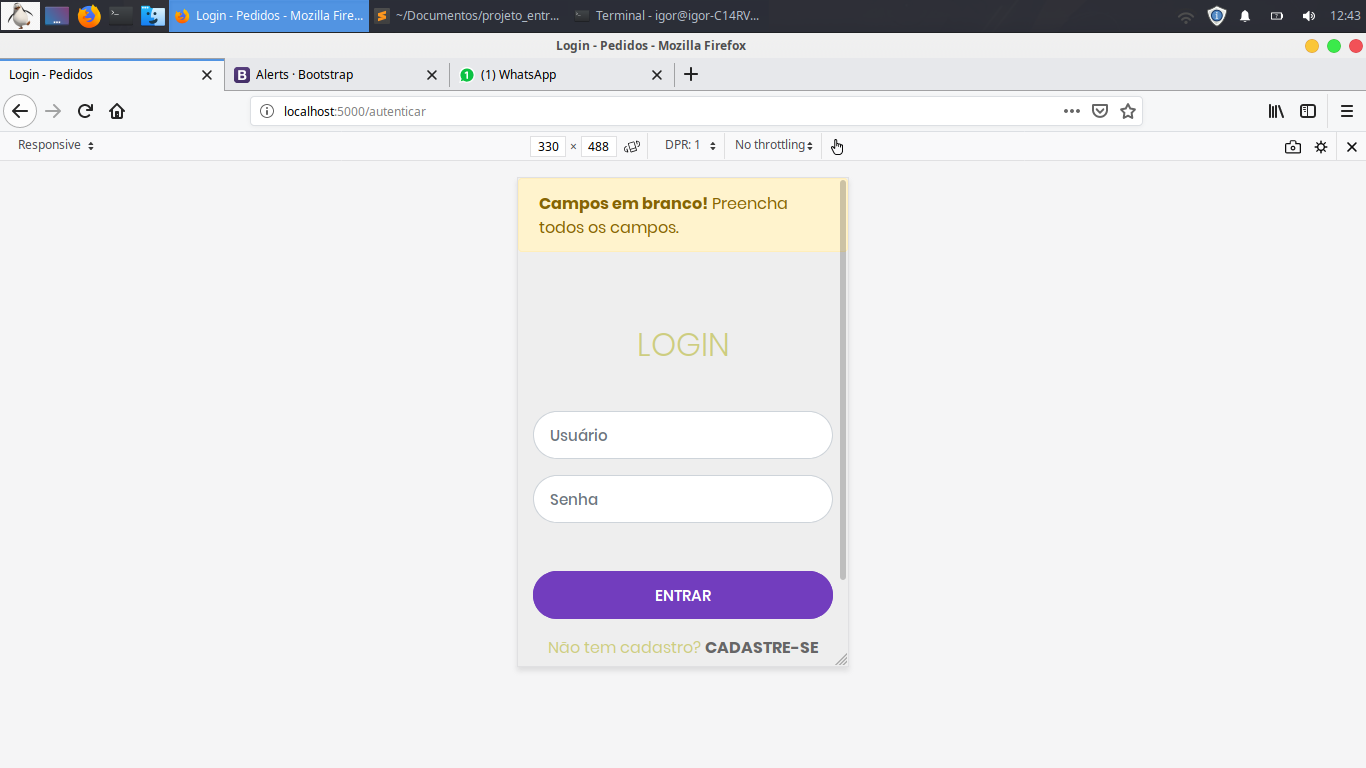 Login - Pedidos - Mozilla Fire...
~/Documentos/projeto_entr...
Terminal - igor@igor-C14RV...
12:43
Login - Pedidos - Mozilla Firefox
Login - Pedidos
B
Alerts · Bootstrap
1
(1) WhatsApp
localhost:5000/autenticar
Responsive
330 × 488
DPR: 1
No throttling
Campos em branco! Preencha
todos os campos.
LOGIN
Usuário
Senha
ENTRAR
Não tem cadastro? CADASTRE-SE